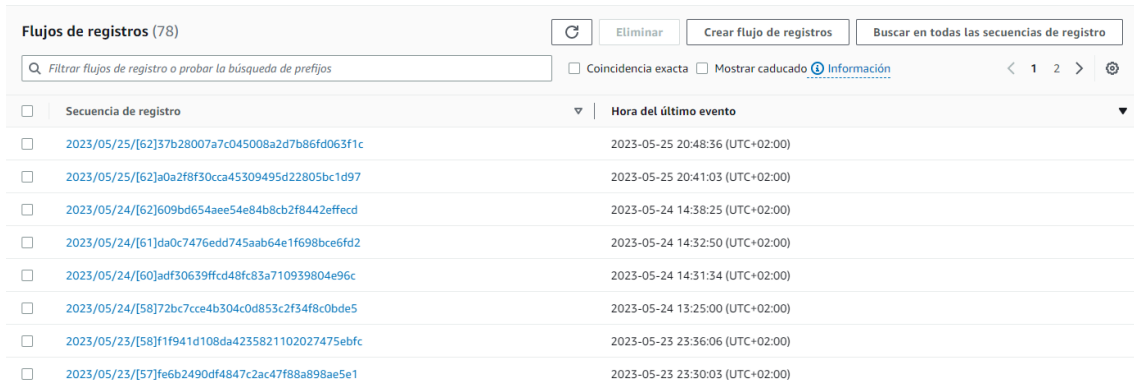 Flujos de registros (78)
Eliminar
Crear flujo de registros
Buscar en todas las secuencias de registro
Filtrar flujos de registro o probar la búsqueda de prefijos
Coincidencia exacta
Mostrar caducado
Información
1 2
Secuencia de registro
Hora del último evento
2023/05/25/[62]37b28007a7c045008a2d7b86fd063f1c 2023-05-25 20:48:36 (UTC+02:00)
2023/05/25/[62]a0a2f8f30cca45309495d22805bc1d97 2023-05-25 20:41:03 (UTC+02:00)
2023/05/24/[62]609bd654aee54e84b8cb2f8442effecd 2023-05-24 14:38:25 (UTC+02:00)
2023/05/24/[61]da0c7476edd745aab64e1f698bce6fd2 2023-05-24 14:32:50 (UTC+02:00)
2023/05/24/[60]adf30639ffcd48fc83a710939804e96c 2023-05-24 14:31:34 (UTC+02:00)
2023/05/24/[58]72bc7cce4b304c0d853c2f34f8c0bde5 2023-05-24 13:25:00 (UTC+02:00)
2023/05/23/[58]f1f941d108da4235821102027475ebfc 2023-05-23 23:36:06 (UTC+02:00)
2023/05/23/[57]fe6b2490df4847c2ac47f88a898ae5e1 2023-05-23 23:30:03 (UTC+02:00)